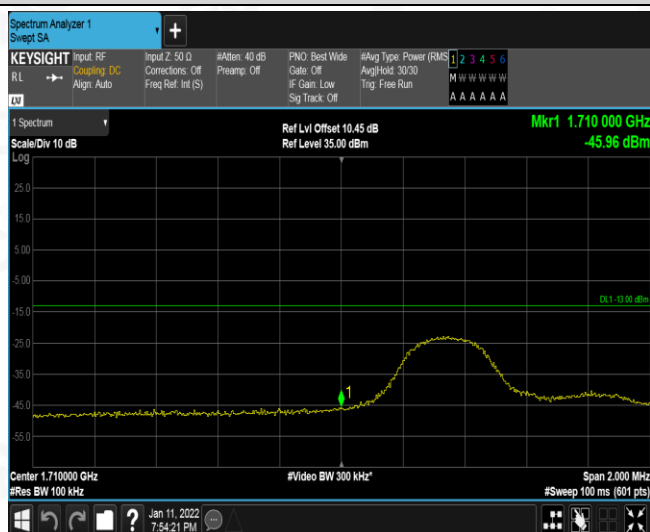 Spectrum Analyzer 1
Swept SA
+
KEYSIGHT
RL
Input: RF
Coupling: DC
Align: Auto
Input Z: 50 Ω
Corrections: Off
Freq Ref: Int (S)
#Atten: 40 dB
Preamp: Off
PNO: Best Wide
Gate: Off
IF Gain: Low
Sig Track: Off
#Avg Type: Power (RMS
Avg|Hold: 30/30
Trig: Free Run
1 2 3 4 5 6
M W W W W W
A A A A A A
LXI
1 Spectrum
Scale/Div 10 dB
Ref Lvl Offset 10.45 dB
Ref Level 35.00 dBm
Mkr1 1.710 000 GHz
-45.96 dBm
Log
25.0
15.0
5.00
-5.00
DL1 -13.00 dBm
-15.0
-25.0
-35.0
1
-45.0
-55.0
Center 1.710000 GHz
#Res BW 100 kHz
#Video BW 300 kHz*
Span 2.000 MHz
#Sweep 100 ms (601 pts)
?
Jan 11, 2022
7:54:21 PM